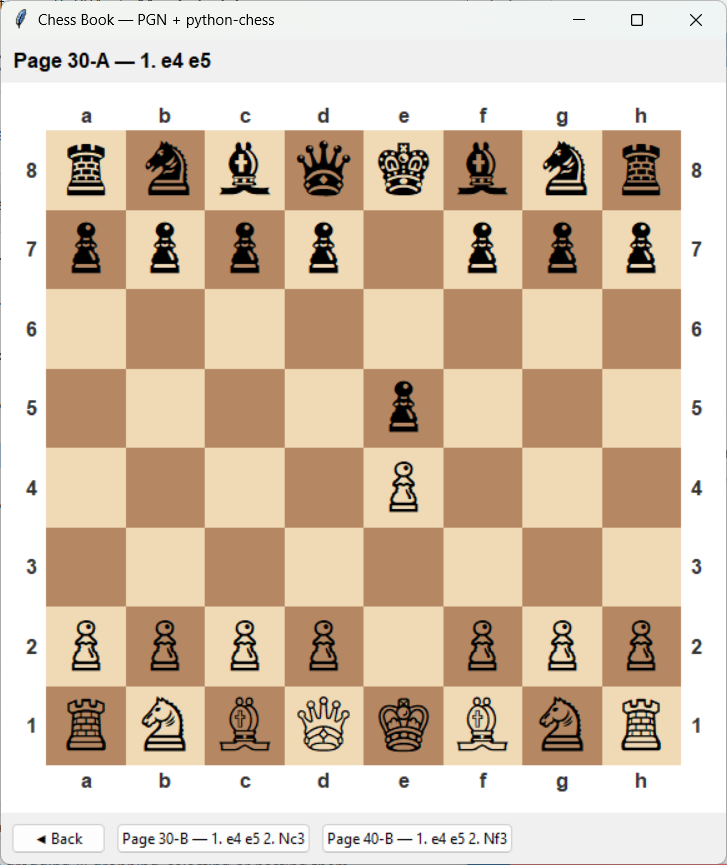 Chess Book — PGN + python-chess
Page 30-A — 1. e4 e5
a b c d e f g h
8 8
7 7
6 6
5 5
4 4
3 3
2 2
1 1
a b c d e f g h
◄ Back Page 30-B — 1. e4 e5 2. Nc3 Page 40-B — 1. e4 e5 2. Nf3